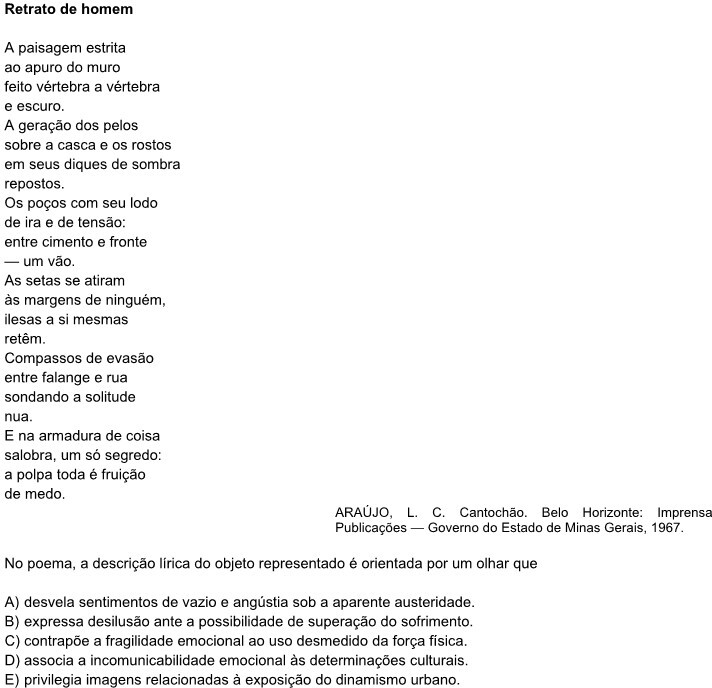 Retrato de homem
A paisagem estrita
ao apuro do muro
feito vértebra a vértebra
e escuro.
A geração dos pelos
sobre a casca e os rostos
em seus diques de sombra
repostos.
Os poços com seu lodo
de ira e de tensão:
entre cimento e fronte
— um vão.
As setas se atiram
às margens de ninguém,
ilesas a si mesmas
retêm.
Compassos de evasão
entre falange e rua
sondando a solitude
nua.
E na armadura de coisa
salobra, um só segredo:
a polpa toda é fruição
de medo.
ARAÚJO, L. C. Cantochão. Belo Horizonte: Imprensa
Publicações — Governo do Estado de Minas Gerais, 1967.
No poema, a descrição lírica do objeto representado é orientada por um olhar que
A) desvela sentimentos de vazio e angústia sob a aparente austeridade.
B) expressa desilusão ante a possibilidade de superação do sofrimento.
C) contrapõe a fragilidade emocional ao uso desmedido da força física.
D) associa a incomunicabilidade emocional às determinações culturais.
E) privilegia imagens relacionadas à exposição do dinamismo urbano.